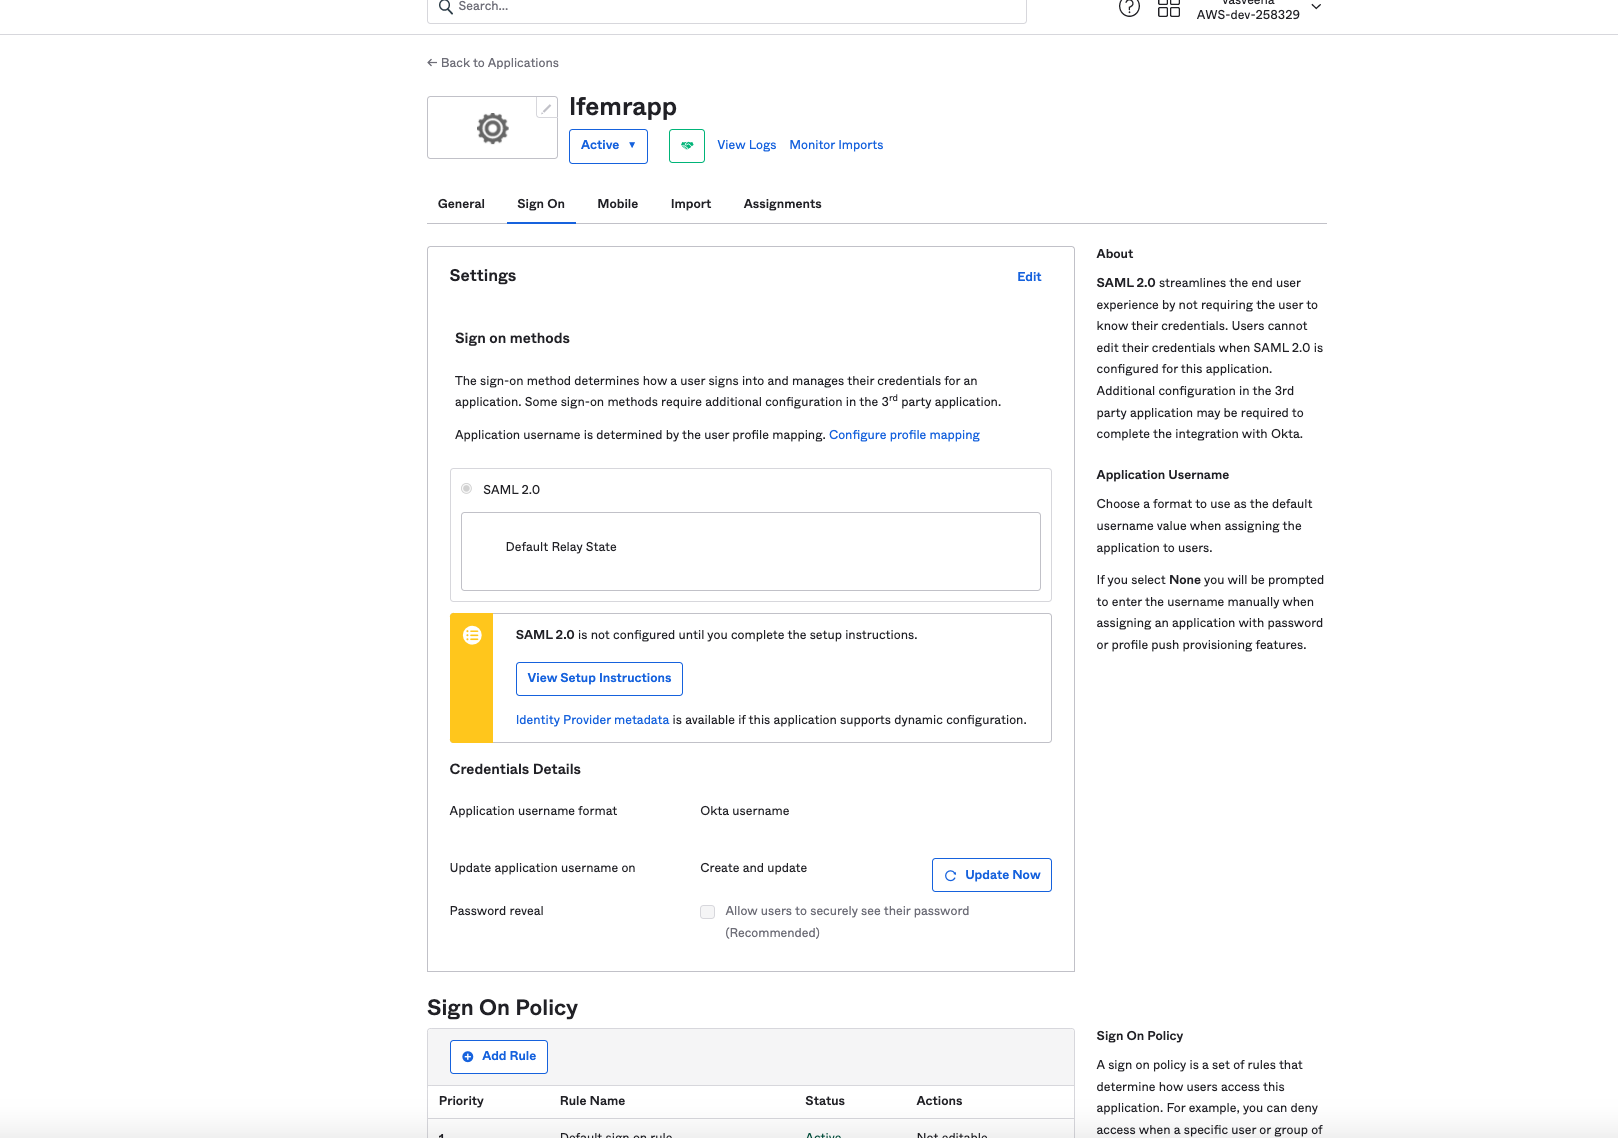 Search...
Vasveena
AWS-dev-258329
← Back to Applications
lfemrapp
Active ▼
View Logs
Monitor Imports
General
Sign On
Mobile
Import
Assignments
Settings
Edit
Sign on methods
The sign-on method determines how a user signs into and manages their credentials for an
application. Some sign-on methods require additional configuration in the 3rd party application.
Application username is determined by the user profile mapping. Configure profile mapping
SAML 2.0
Default Relay State
SAML 2.0 is not configured until you complete the setup instructions.
View Setup Instructions
Identity Provider metadata is available if this application supports dynamic configuration.
Credentials Details
Application username format
Okta username
Update application username on
Create and update
Update Now
Password reveal
Allow users to securely see their password
(Recommended)
About
SAML 2.0 streamlines the end user
experience by not requiring the user to
know their credentials. Users cannot
edit their credentials when SAML 2.0 is
configured for this application.
Additional configuration in the 3rd
party application may be required to
complete the integration with Okta.
Application Username
Choose a format to use as the default
username value when assigning the
application to users.
If you select None you will be prompted
to enter the username manually when
assigning an application with password
or profile push provisioning features.
Sign On Policy
Add Rule
Priority
Rule Name
Status
Actions
1
Default sign on rule
Active
Not editable
Sign On Policy
A sign on policy is a set of rules that
determine how users access this
application. For example, you can deny
access when a specific user or group of